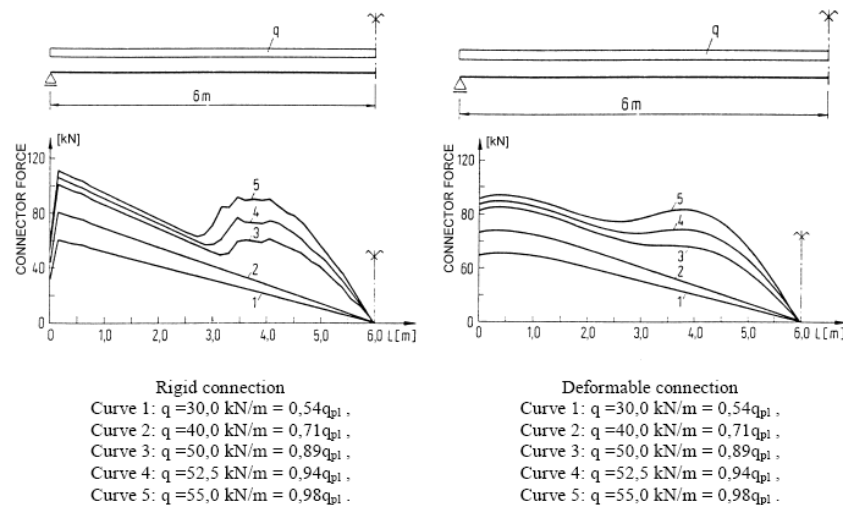 q
6m
[kN]
CONNECTOR FORCE
120
80
40
0
5
4
3
2
1
0
1,0
2,0
3,0
4,0
5,0
6,0 L[m]
Rigid connection
Curve 1: q =30,0 kN/m = 0,54qpl ,
Curve 2: q =40,0 kN/m = 0,71qpl ,
Curve 3: q =50,0 kN/m = 0,89qpl ,
Curve 4: q =52,5 kN/m = 0,94qpl ,
Curve 5: q =55,0 kN/m = 0,98qpl .
q
6m
[kN]
CONNECTOR FORCE
120
80
60
0
5
4
3
2
1
0
1,0
2,0
3,0
4,0
5,0
6,0 L[m]
Deformable connection
Curve 1: q =30,0 kN/m = 0,54qpl ,
Curve 2: q =40,0 kN/m = 0,71qpl ,
Curve 3: q =50,0 kN/m = 0,89qpl ,
Curve 4: q =52,5 kN/m = 0,94qpl ,
Curve 5: q =55,0 kN/m = 0,98qpl .